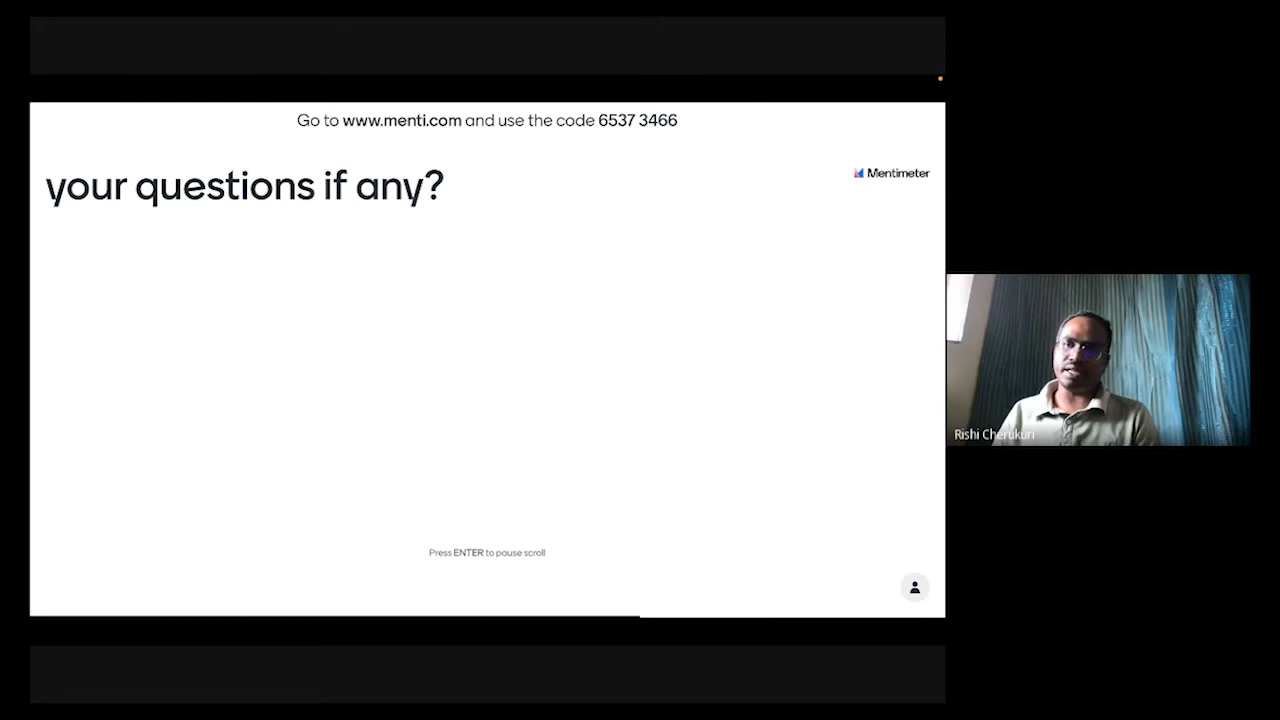 Go to www.menti.com and use the code 6537 3466
your questions if any?
Mentimeter
Rishi Cherukuri
Press ENTER to pause scroll